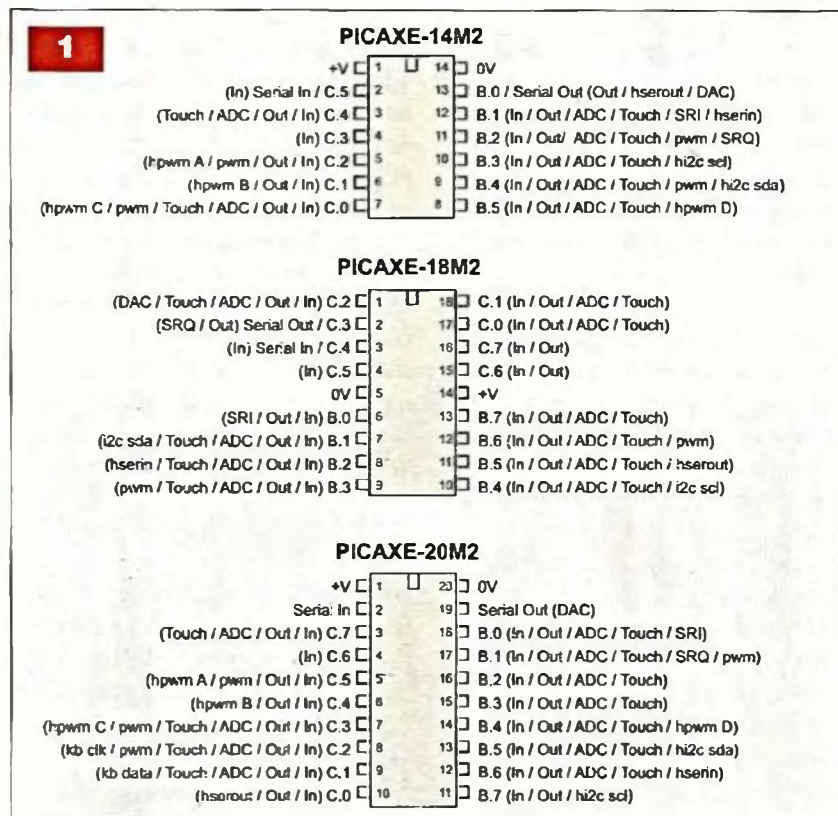 1
PICAXE-14M2
+V 1 14 0V
(In) Serial In / C.5 2 13 B.0 / Serial Out (Out / hserout / DAC)
(Touch / ADC / Out / In) C.4 3 12 B.1 (In / Out / ADC / Touch / SRI / hserin)
(In) C.3 4 11 B.2 (In / Out/ ADC / Touch / pwm / SRQ)
(hpwm A / pwm / Out / In) C.2 5 10 B.3 (In / Out / ADC / Touch / hi2c scl)
(hpwm B / Out / In) C.1 6 9 B.4 (In / Out / ADC / Touch / pwm / hi2c sda)
(hpwm C / pwm / Touch / ADC / Out / In) C.0 7 8 B.5 (In / Out / ADC / Touch / hpwm D)
PICAXE-18M2
(DAC / Touch / ADC / Out / In) C.2 1 18 C.1 (In / Out / ADC / Touch)
(SRQ / Out) Serial Out / C.3 2 17 C.0 (In / Out / ADC / Touch)
(In) Serial In / C.4 3 16 C.7 (In / Out)
(In) C.5 4 15 C.6 (In / Out)
0V 5 14 +V
(SRI / Out / In) B.0 6 13 B.7 (In / Out / ADC / Touch)
(i2c sda / Touch / ADC / Out / In) B.1 7 12 B.6 (In / Out / ADC / Touch / pwm)
(hserin / Touch / ADC / Out / In) B.2 8 11 B.5 (In / Out / ADC / Touch / hserout)
(pwm / Touch / ADC / Out / In) B.3 9 10 B.4 (In / Out / ADC / Touch / i2c scl)
PICAXE-20M2
+V 1 20 0V
Serial In 2 19 Serial Out (DAC)
(Touch / ADC / Out / In) C.7 3 18 B.0 (In / Out / ADC / Touch / SRI)
(In) C.6 4 17 B.1 (In / Out / ADC / Touch / SRQ / pwm)
(hpwm A / pwm / Out / In) C.5 5 16 B.2 (In / Out / ADC / Touch)
(hpwm B / Out / In) C.4 6 15 B.3 (In / Out / ADC / Touch)
(hpwm C / pwm / Touch / ADC / Out / In) C.3 7 14 B.4 (In / Out / ADC / Touch / hpwm D)
(kb clk / pwm / Touch / ADC / Out / In) C.2 8 13 B.5 (In / Out / ADC / Touch / hi2c sda)
(kb data / Touch / ADC / Out / In) C.1 9 12 B.6 (In / Out / ADC / Touch / hserin)
(hserout / Out / In) C.0 10 11 B.7 (In / Out / hi2c scl)